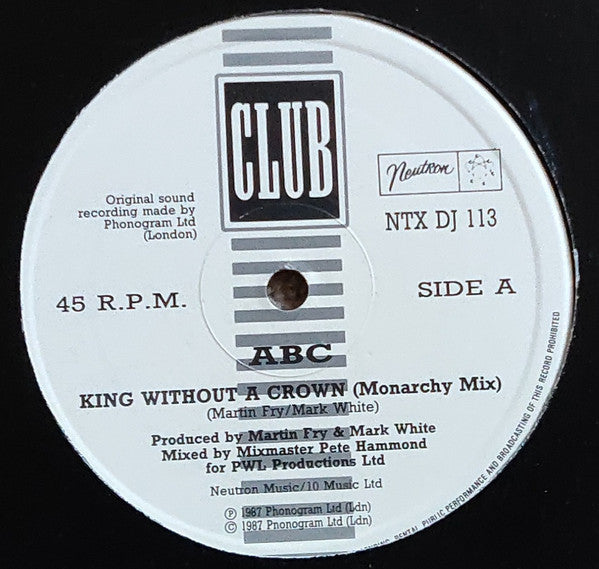 CLUB
Neutron
Original sound
recording made by
Phonogram Ltd
(London)
NTX DJ 113
45 R.P.M.
SIDE A
ABC
KING WITHOUT A CROWN (Monarchy Mix)
(Martin Fry/Mark White)
Produced by Martin Fry & Mark White
Mixed by Mixmaster Pete Hammond
for PWL Productions Ltd
Neutron Music/10 Music Ltd
Ⓟ 1987 Phonogram Ltd (Ldn)
© 1987 Pnonogram Ltd (Ldn)
RENTAL PUBLIC PERFORMANCE AND BROADCASTING OF THIS RECORD PROHIBITED